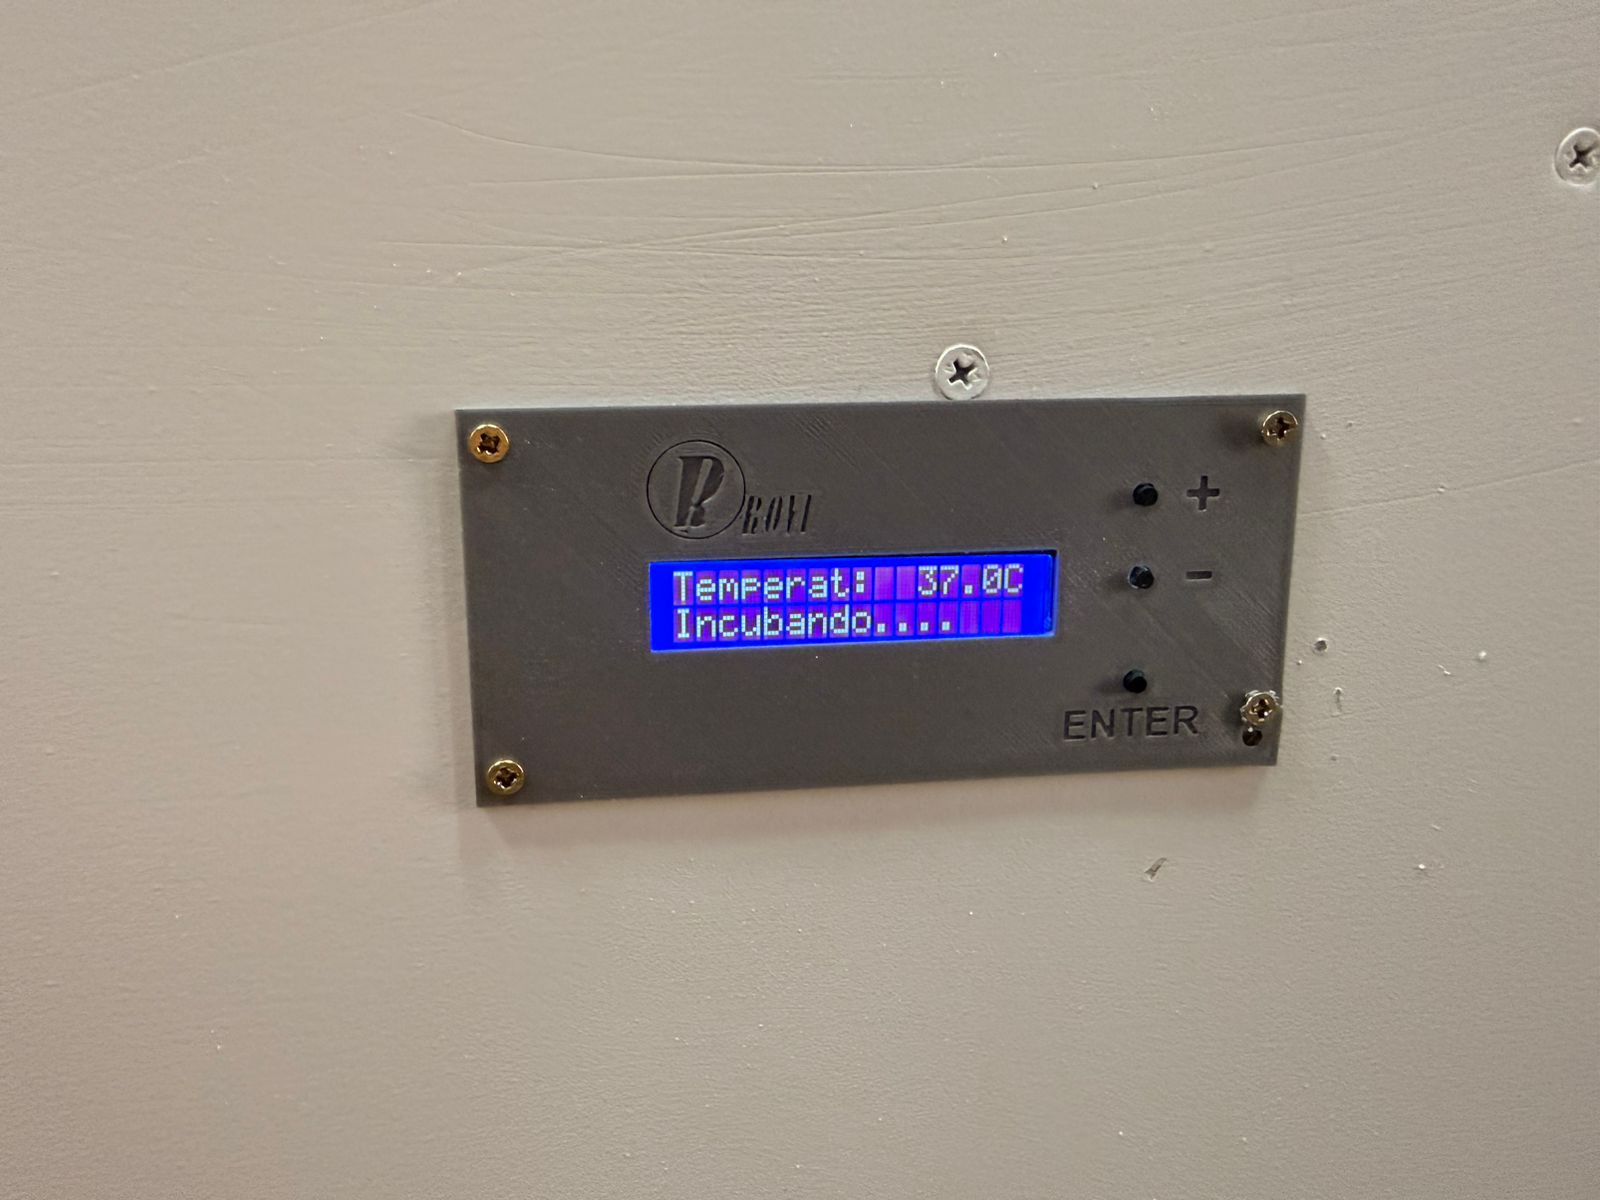 +
Temperat:  37.0C
-
Incubando....
ENTER